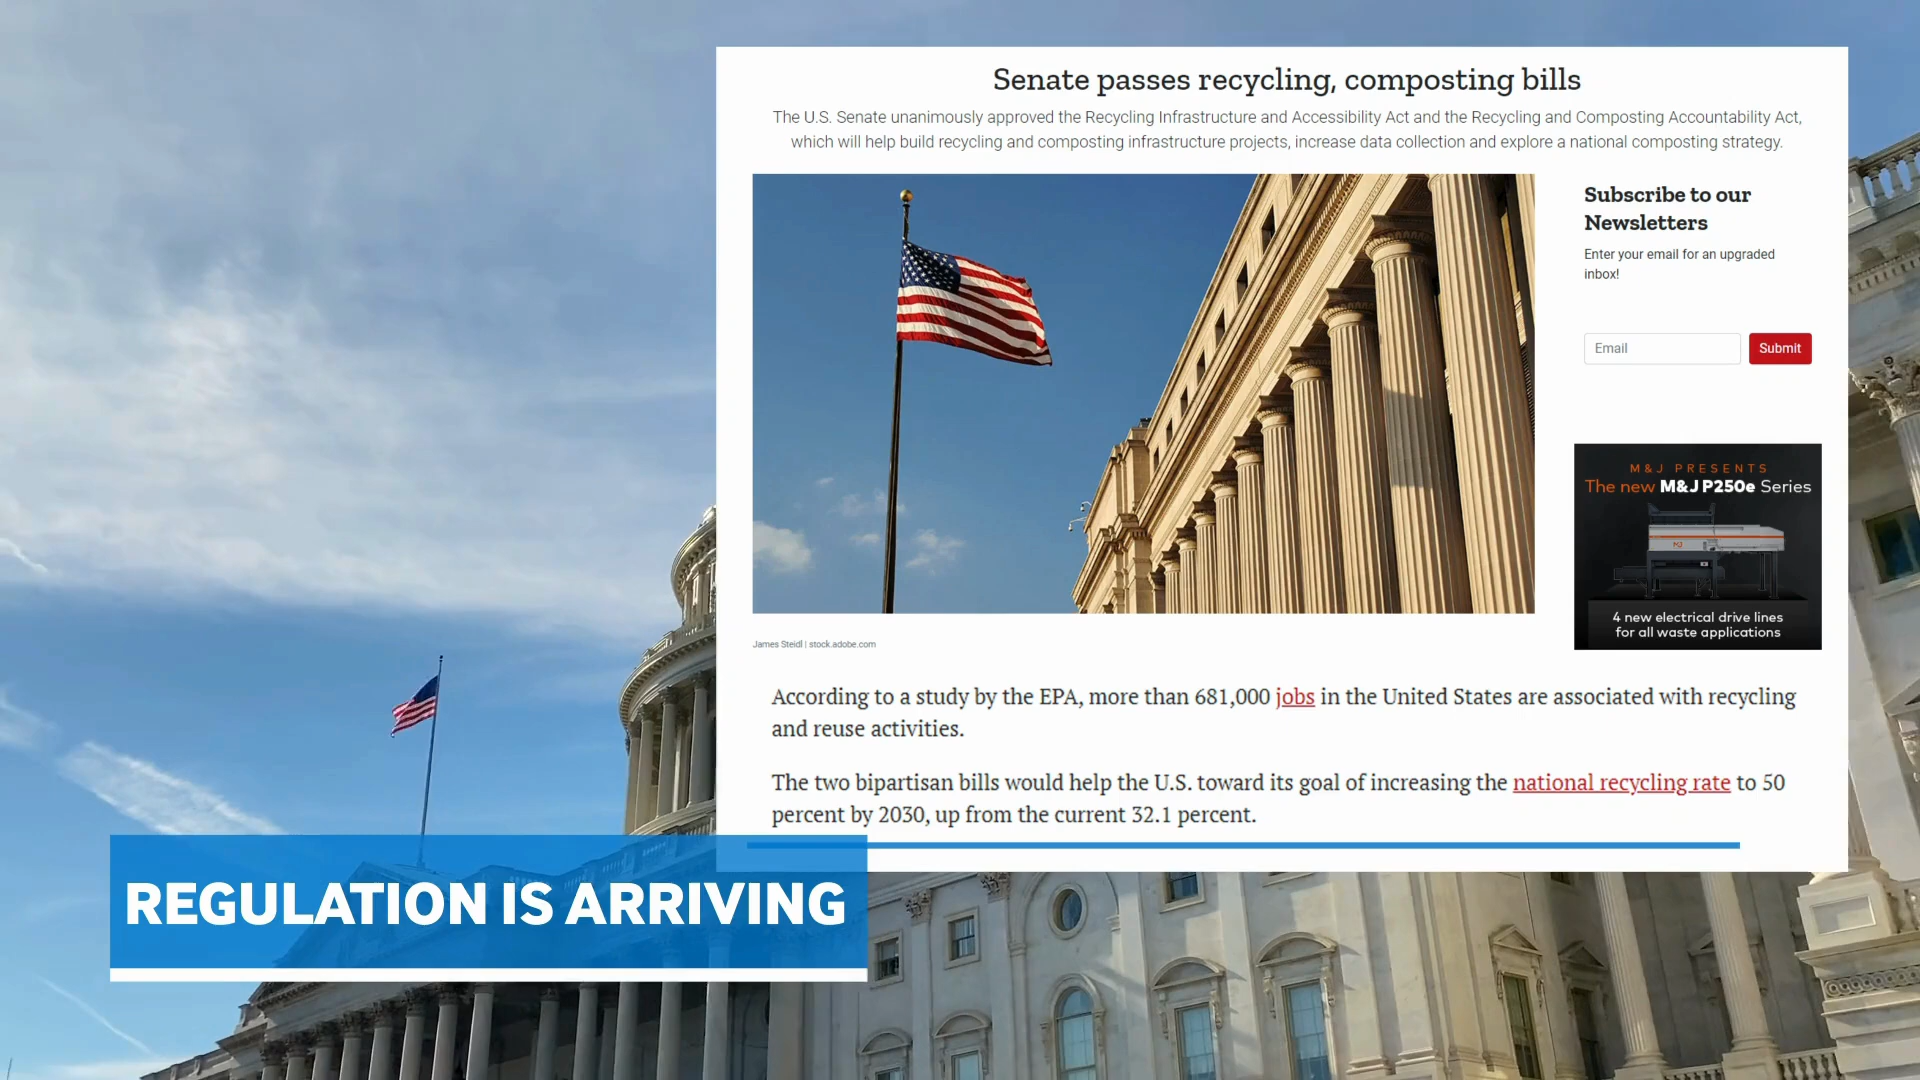 Senate passes recycling, composting bills
The U.S. Senate unanimously approved the Recycling Infrastructure and Accessibility Act and the Recycling and Composting Accountability Act,
which will help build recycling and composting infrastructure projects, increase data collection and explore a national composting strategy.
Subscribe to our
Newsletters
Enter your email for an upgraded
inbox!
Email
Submit
M&J PRESENTS
The new M&J P250e Series
MJ
4 new electrical drive lines
for all waste applications
James Steidl | stock.adobe.com
According to a study by the EPA, more than 681,000 jobs in the United States are associated with recycling
and reuse activities.
The two bipartisan bills would help the U.S. toward its goal of increasing the national recycling rate to 50
percent by 2030, up from the current 32.1 percent.
REGULATION IS ARRIVING